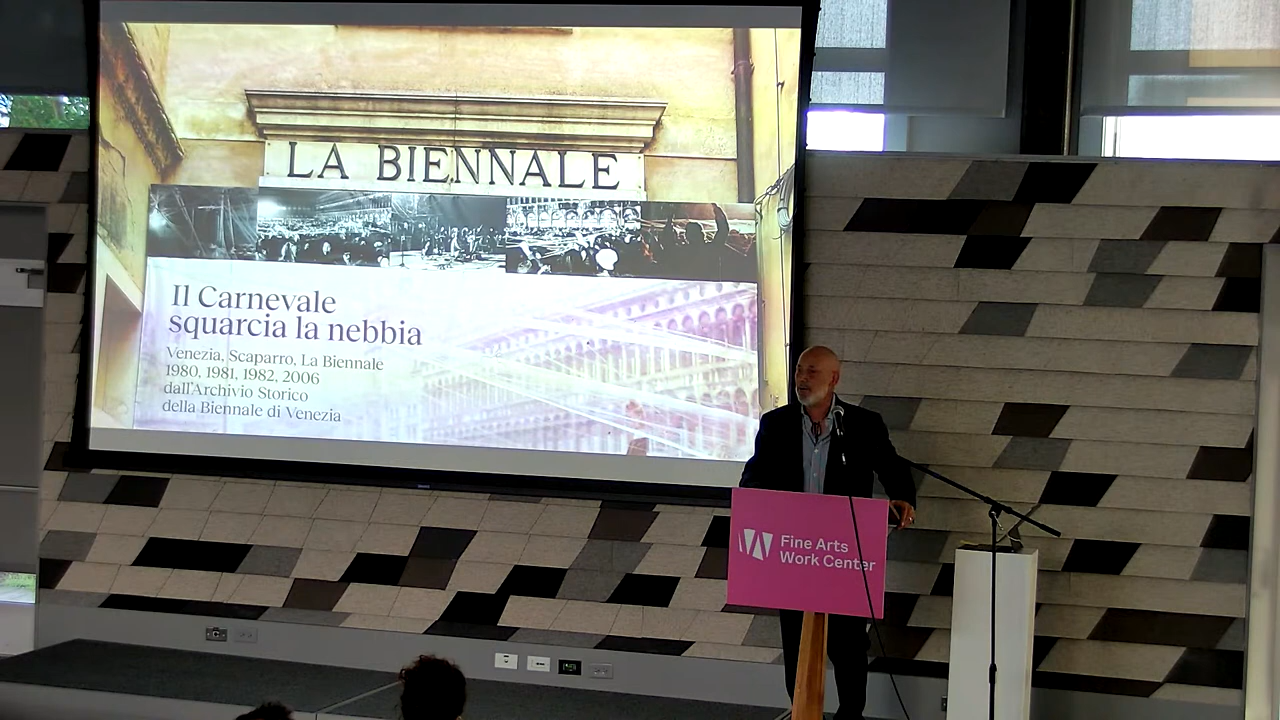 LA BIENNALE
Il Carnevale
squarcia la nebbia
Venezia, Scaparro, La Biennale
1980, 1981, 1982, 2006
dall'Archivio Storico
della Biennale di Venezia
Fine Arts
Work Center